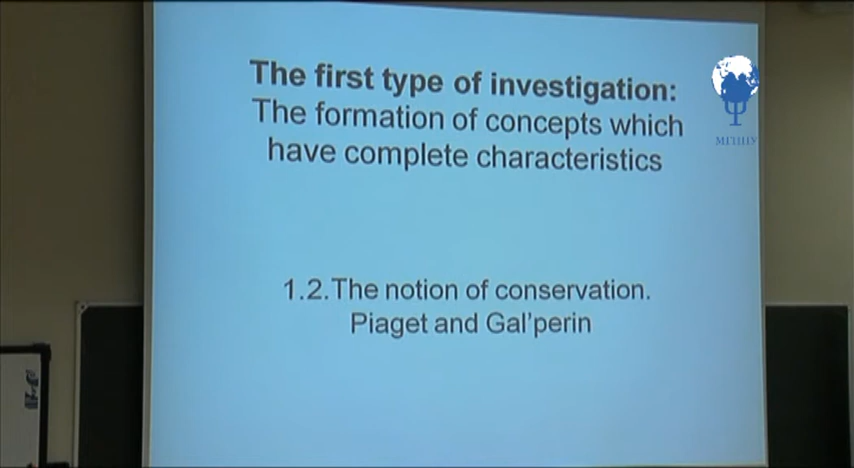 The first type of investigation:
The formation of concepts which
have complete characteristics
МГППУ
1.2.The notion of conservation.
Piaget and Gal'perin